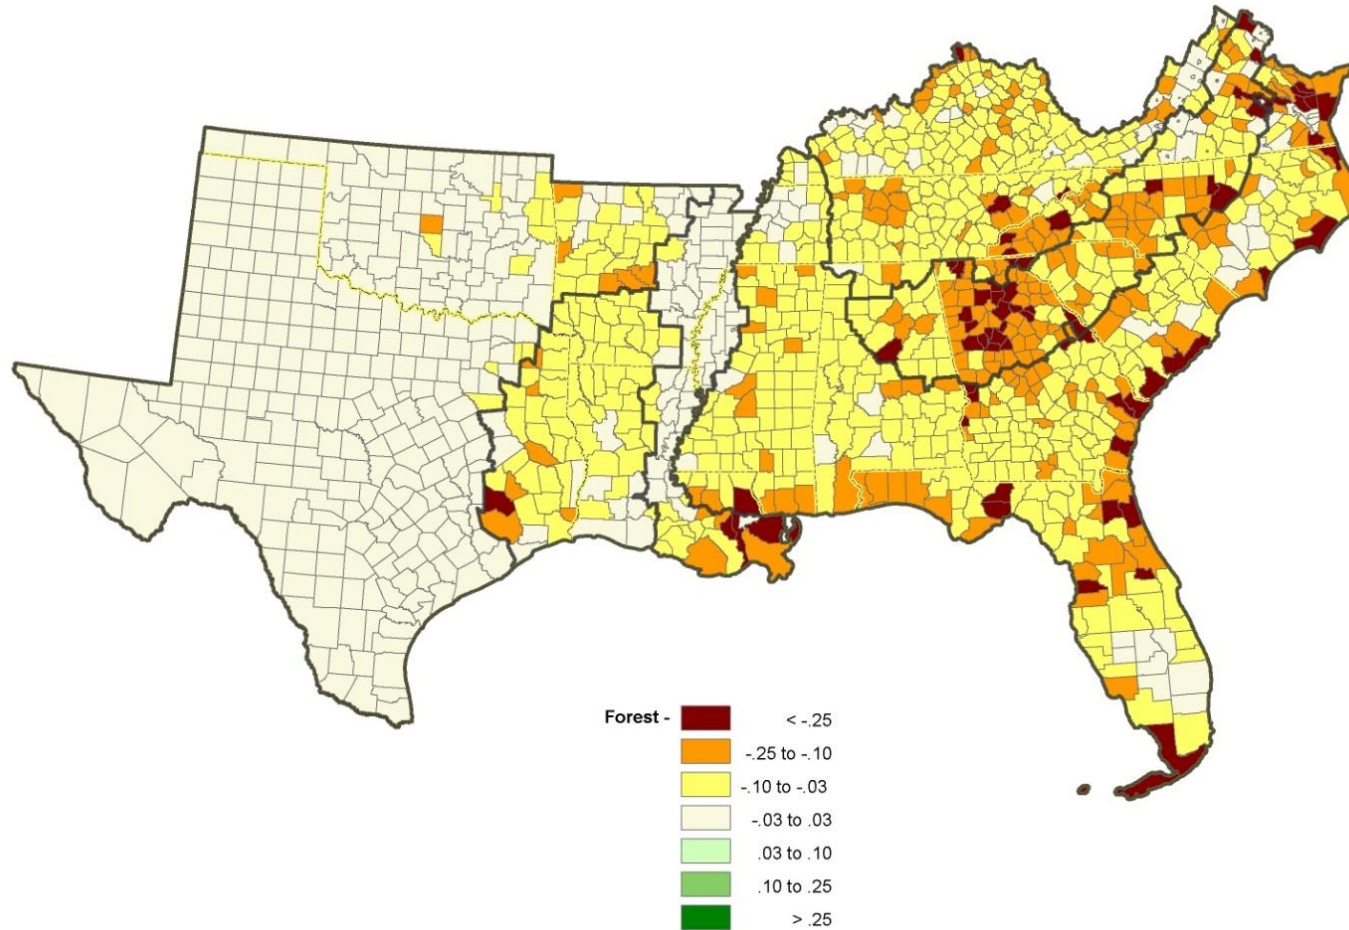 Forest - < -.25
-.25 to -.10
-.10 to -.03
-.03 to .03
.03 to .10
.10 to .25
> .25